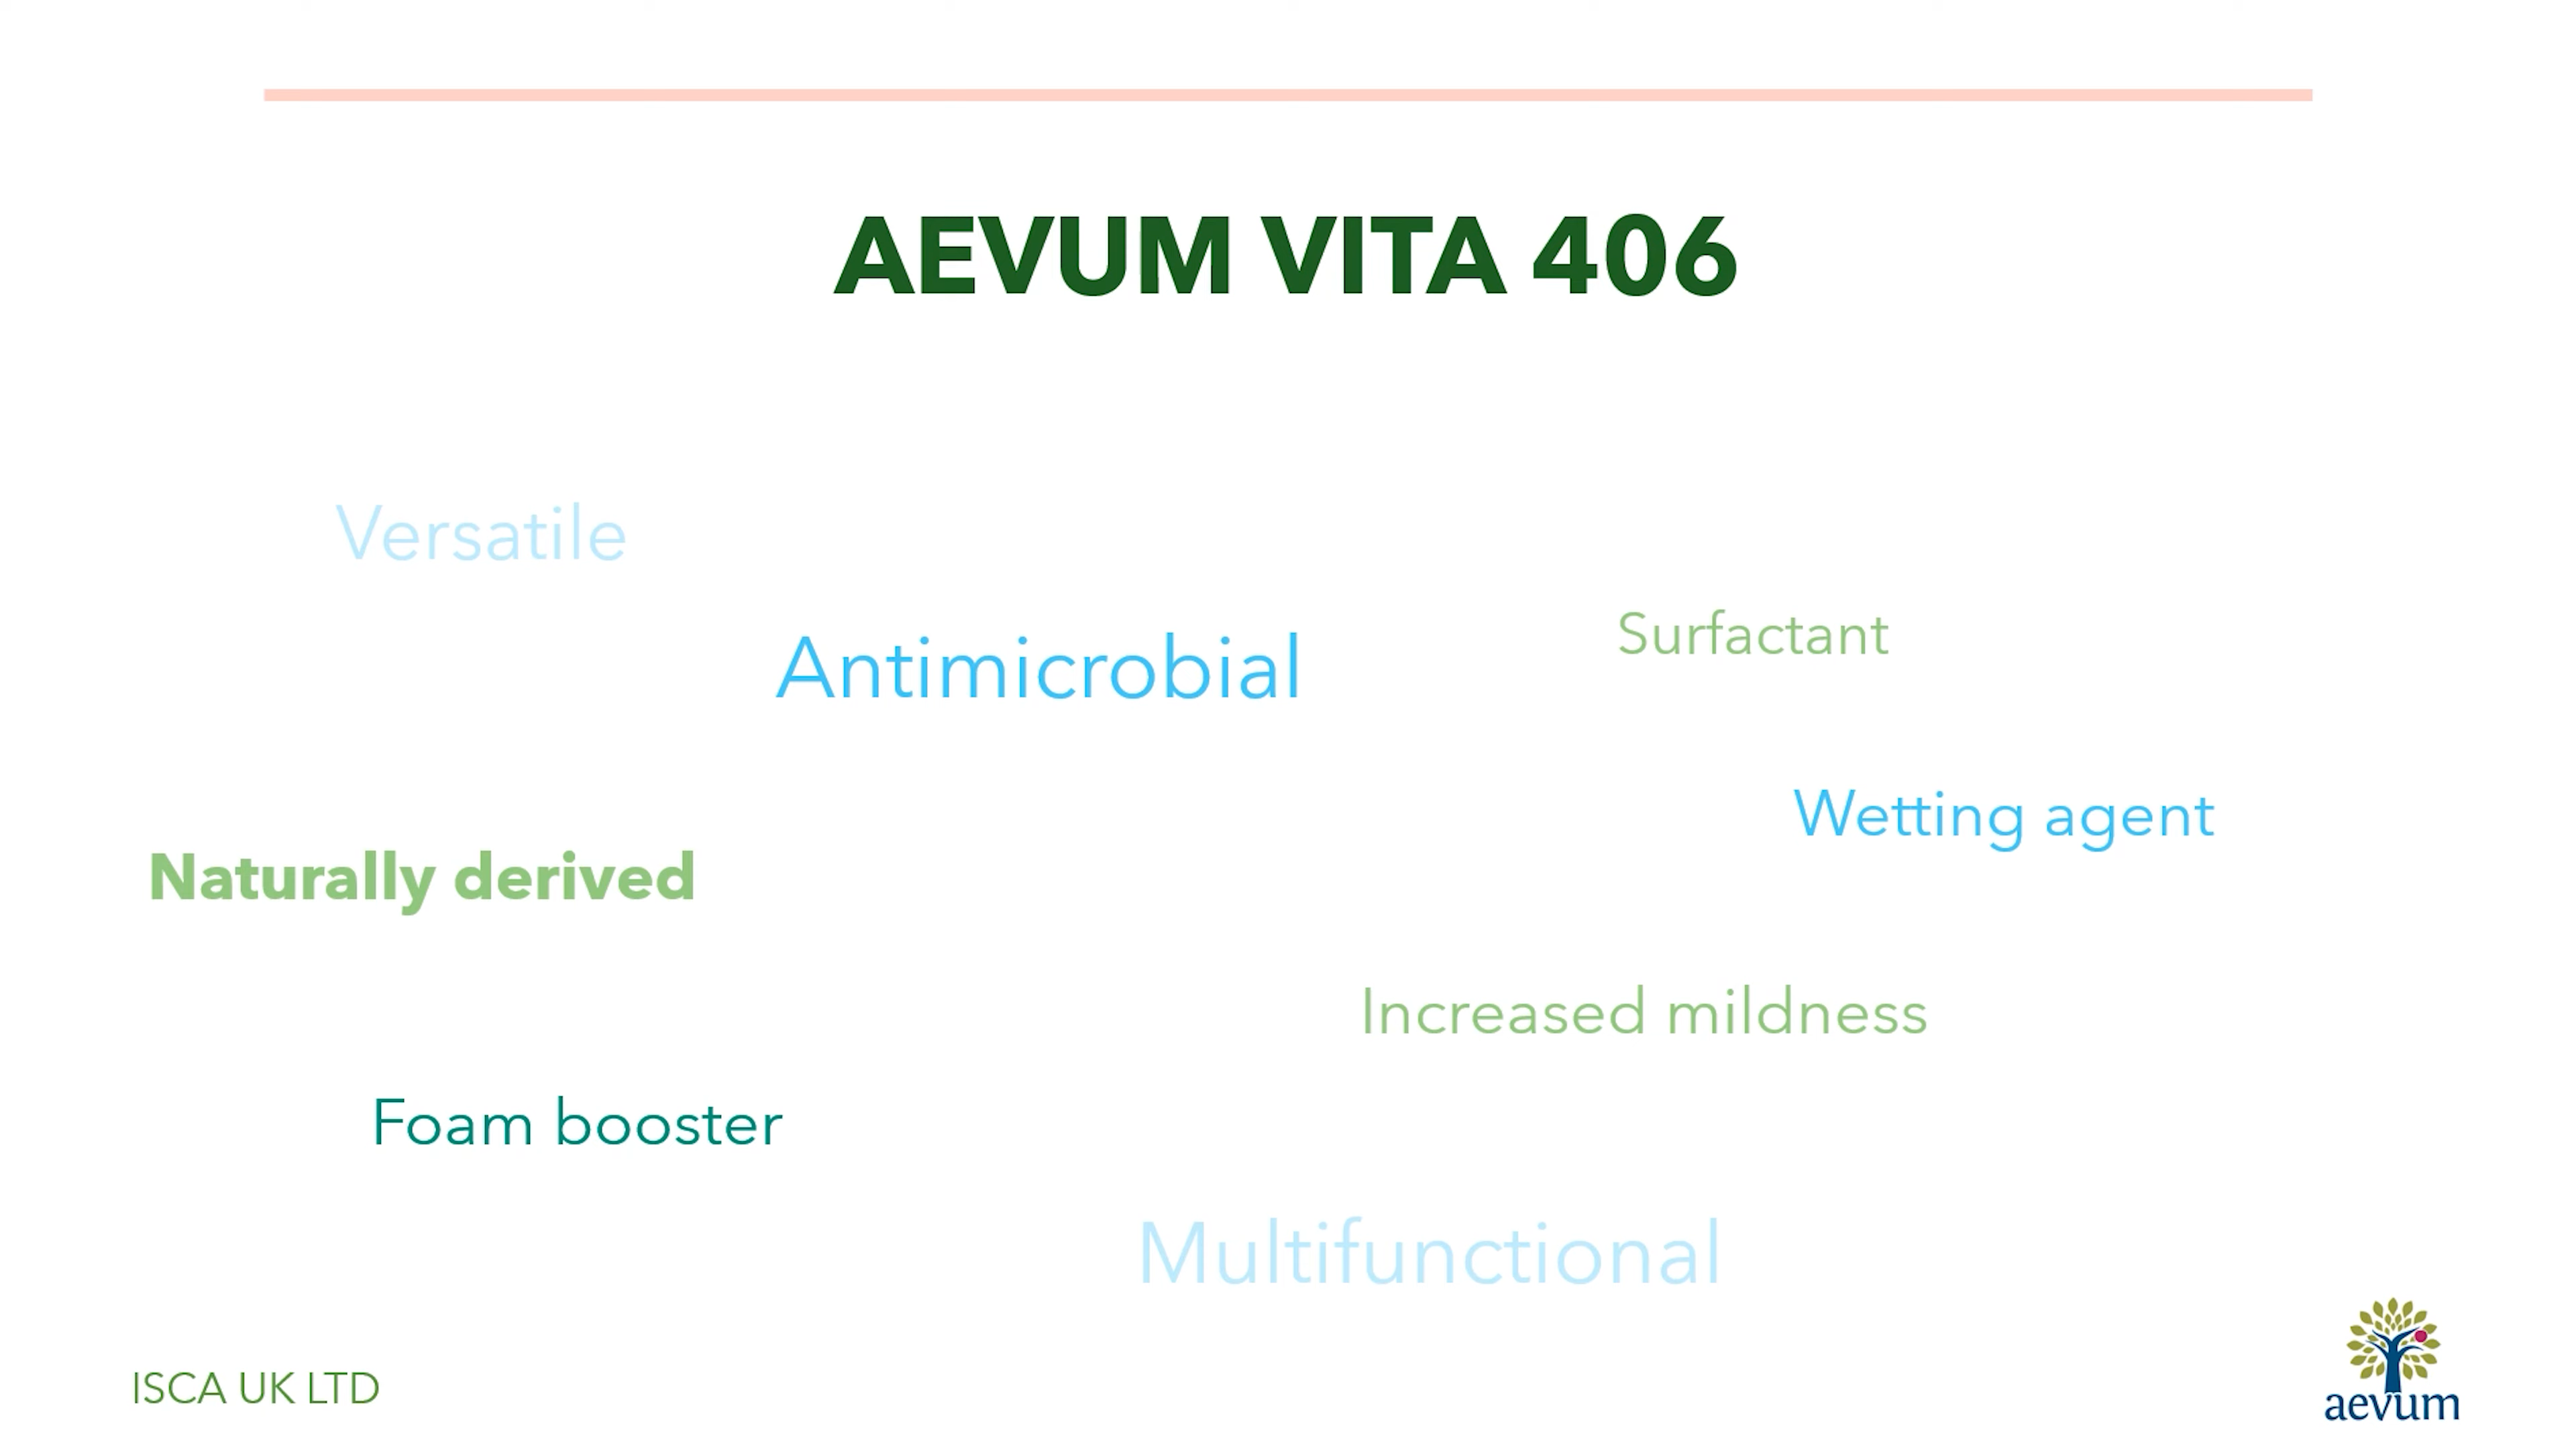 AEVUM VITA 406
Versatile
Antimicrobial
Surfactant
Wetting agent
Naturally derived
Increased mildness
Foam booster
Multifunctional
ISCA UK LTD
aevum